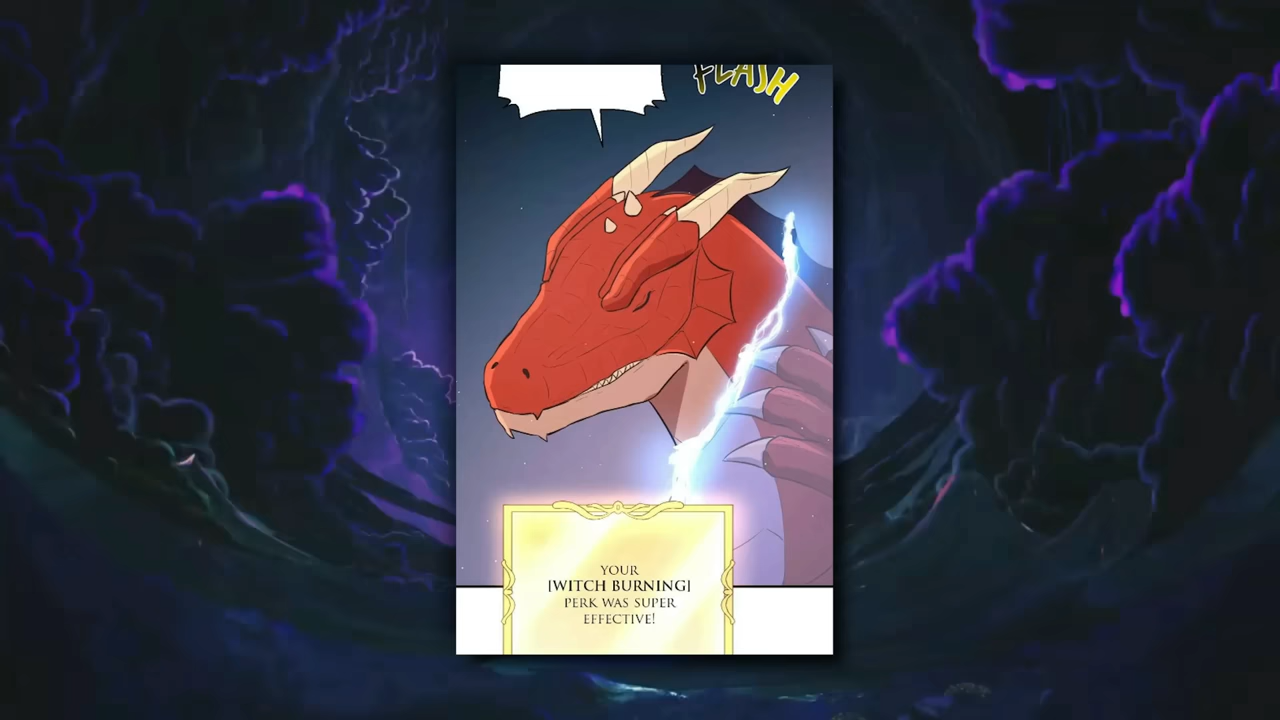 FLASH
YOUR
[WITCH BURNING]
PERK WAS SUPER
EFFECTIVE!